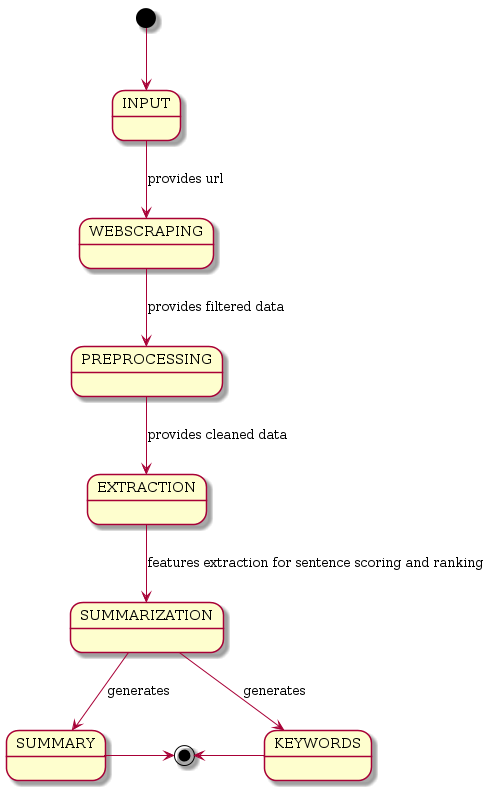 INPUT
provides url
WEBSCRAPING
provides filtered data
PREPROCESSING
provides cleaned data
EXTRACTION
features extraction for sentence scoring and ranking
SUMMARIZATION
generates
generates
SUMMARY
KEYWORDS